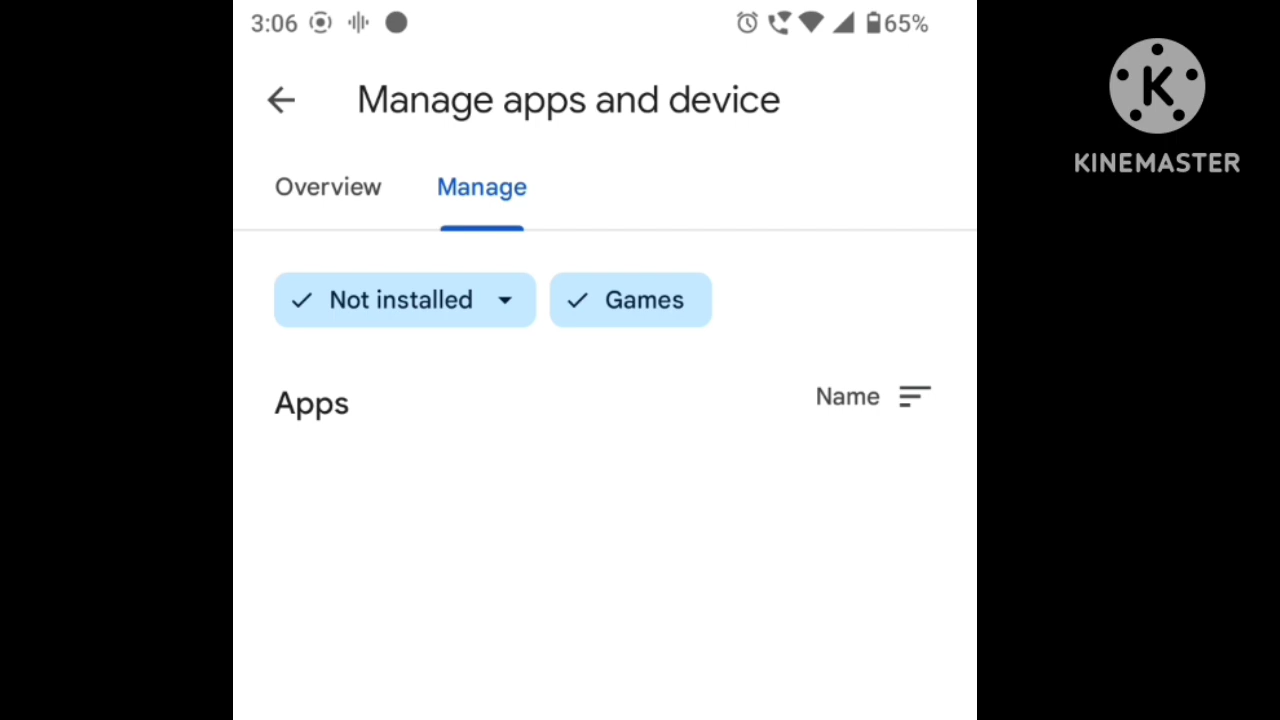 3:06 65%
Manage apps and device
Overview Manage
Not installed Games
Apps Name
K
KINEMASTER